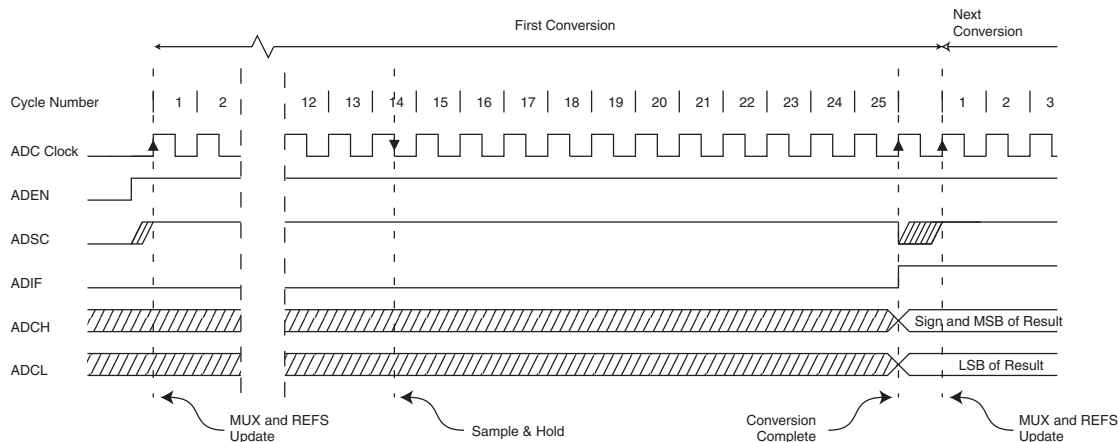 First Conversion
Next
Conversion
Cycle Number 1 2 12 13 14 15 16 17 18 19 20 21 22 23 24 25 1 2 3
ADC Clock
ADEN
ADSC
ADIF
ADCH
Sign and MSB of Result
ADCL
LSB of Result
MUX and REFS
Update
Sample & Hold
Conversion
Complete
MUX and REFS
Update